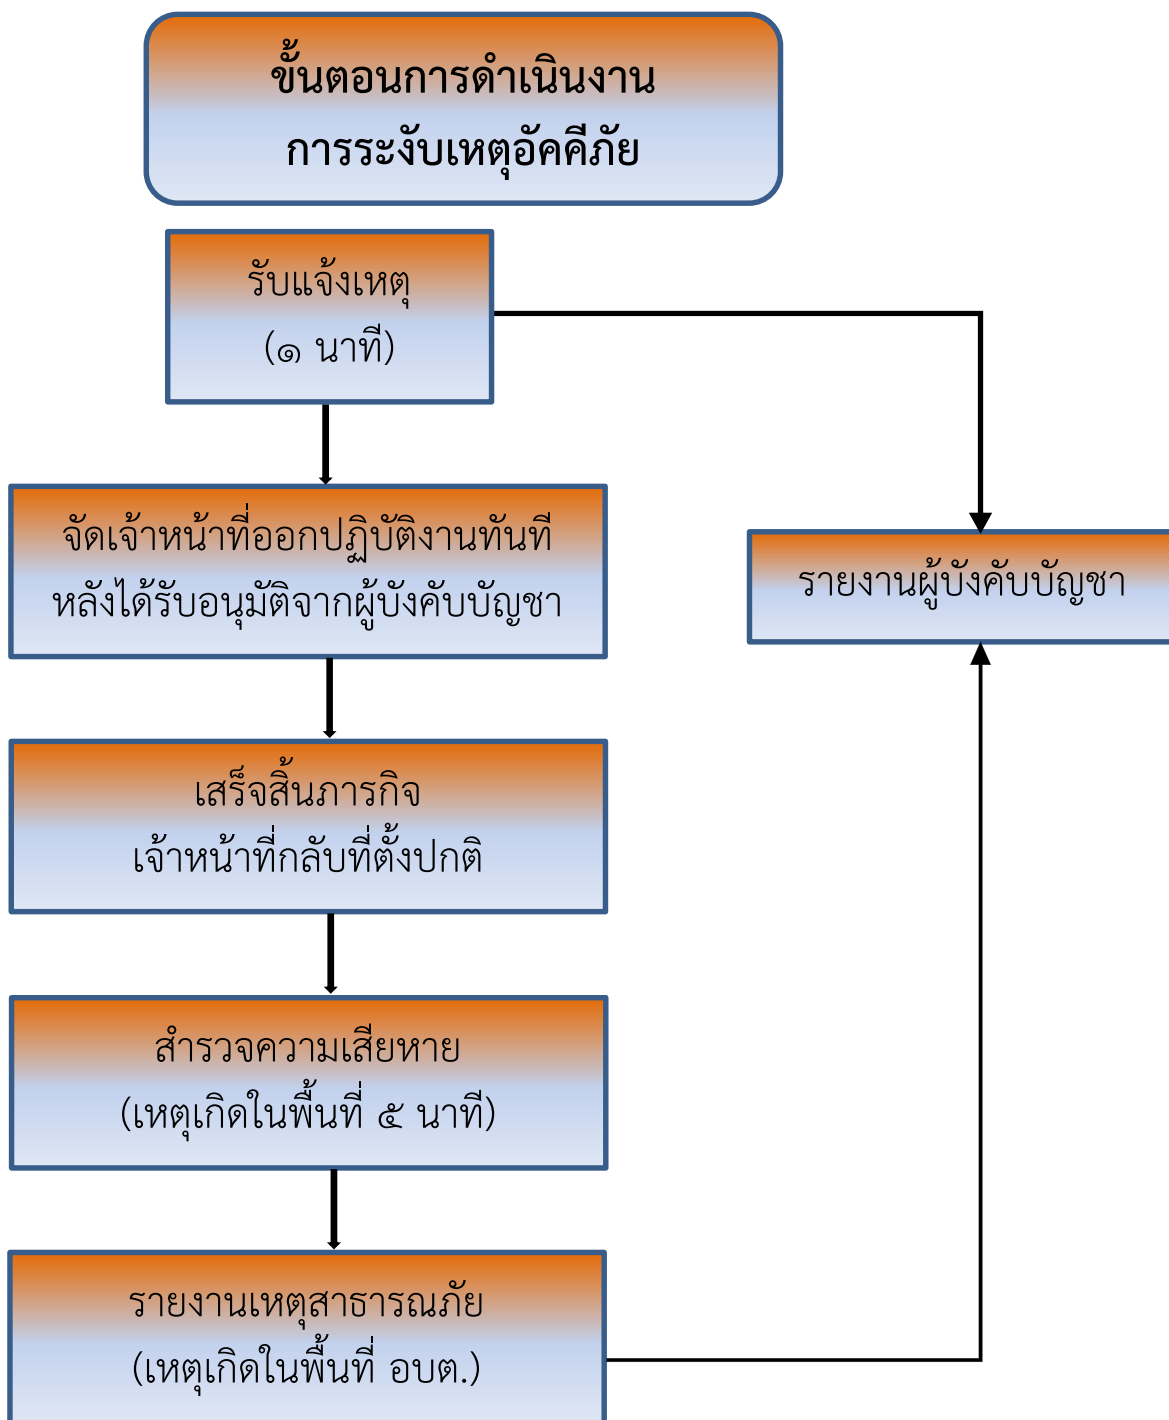 ขั้นตอนการดำเนินงาน
การระงับเหตุอัคคีภัย
รับแจ้งเหตุ
(๑ นาที)
จัดเจ้าหน้าที่ออกปฏิบัติงานทันที
หลังได้รับอนุมัติจากผู้บังคับบัญชา
รายงานผู้บังคับบัญชา
เสร็จสิ้นภารกิจ
เจ้าหน้าที่กลับที่ตั้งปกติ
สำรวจความเสียหาย
(เหตุเกิดในพื้นที่ ๕ นาที)
รายงานเหตุสาธารณภัย
(เหตุเกิดในพื้นที่ อบต.)